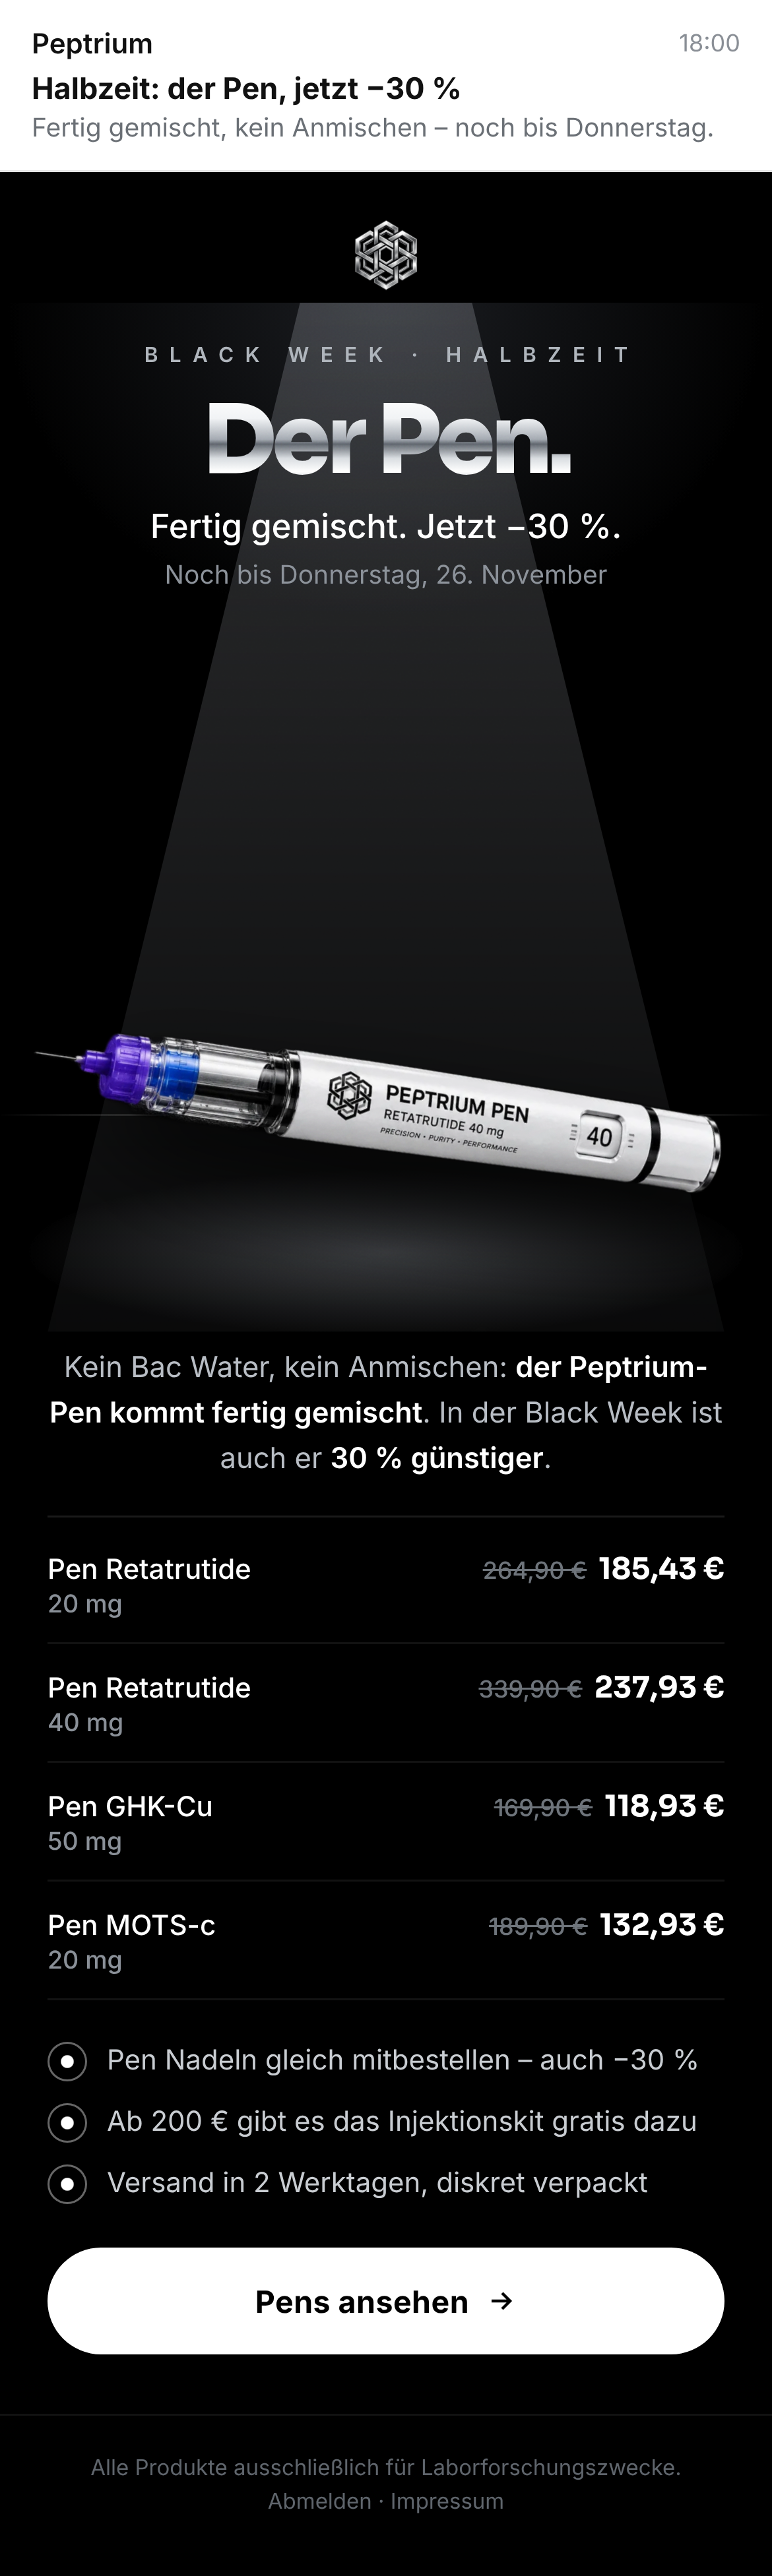 Peptrium 18:00
Halbzeit: der Pen, jetzt −30 %
Fertig gemischt, kein Anmischen – noch bis Donnerstag.
BLACK WEEK · HALBZEIT
Der Pen.
Fertig gemischt. Jetzt −30 %.
Noch bis Donnerstag, 26. November
PEPTRIUM PEN
RETATRUTIDE 40 mg
PRECISION • PURITY • PERFORMANCE
40
Kein Bac Water, kein Anmischen: der Peptrium-
Pen kommt fertig gemischt. In der Black Week ist
auch er 30 % günstiger.
Pen Retatrutide 264,90 € 185,43 €
20 mg
Pen Retatrutide 339,90 € 237,93 €
40 mg
Pen GHK-Cu 169,90 € 118,93 €
50 mg
Pen MOTS-c 189,90 € 132,93 €
20 mg
Pen Nadeln gleich mitbestellen – auch −30 %
Ab 200 € gibt es das Injektionskit gratis dazu
Versand in 2 Werktagen, diskret verpackt
Pens ansehen →
Alle Produkte ausschließlich für Laborforschungszwecke.
Abmelden · Impressum